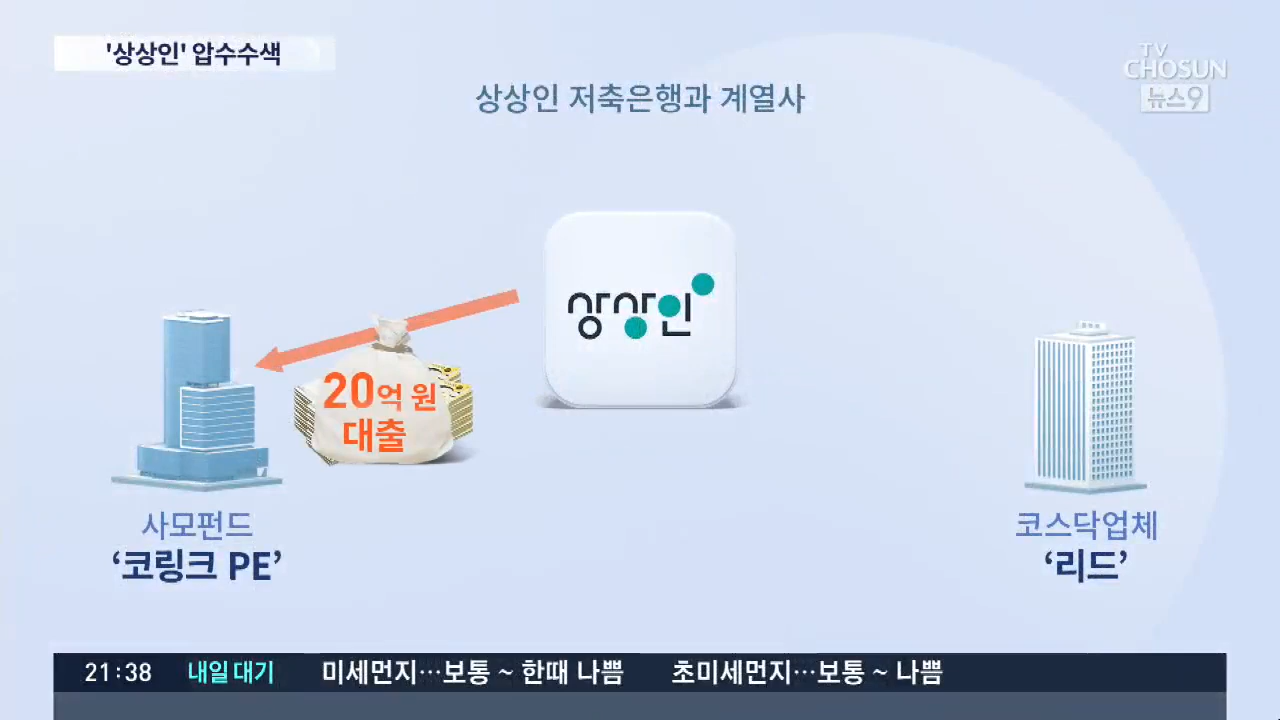 '상상인' 압수수색
TV
CHOSUN
뉴스9
상상인 저축은행과 계열사
상상인
20억 원
대출
사모펀드
‘코링크 PE’
코스닥업체
‘리드’
21:38 내일 대기 미세먼지…보통 ~ 한때 나쁨 초미세먼지…보통 ~ 나쁨